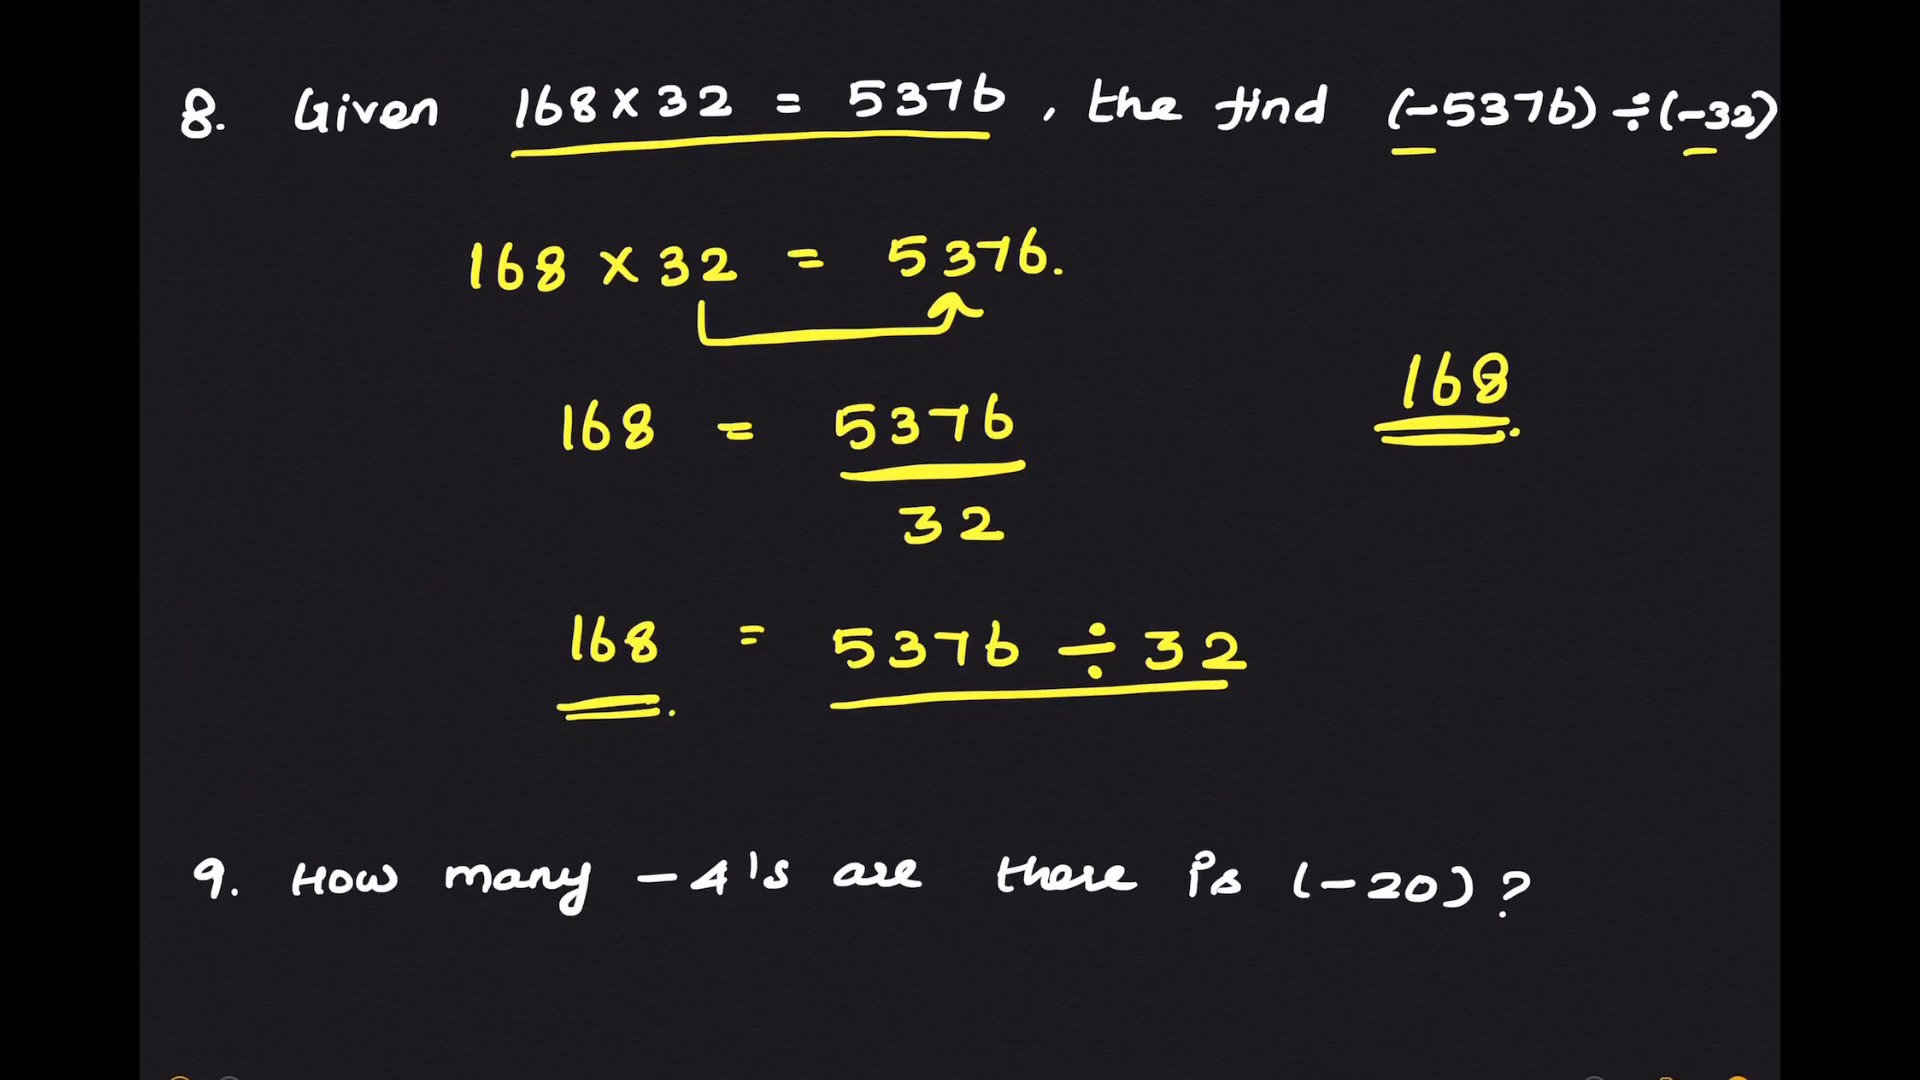 8. Given 168 × 32 = 5376, the find (-5376) ÷ (-32)
168 × 32 = 5376.
168 = 5376
32
168.
168 = 5376 ÷ 32
9. How many -4's are there is (-20)?